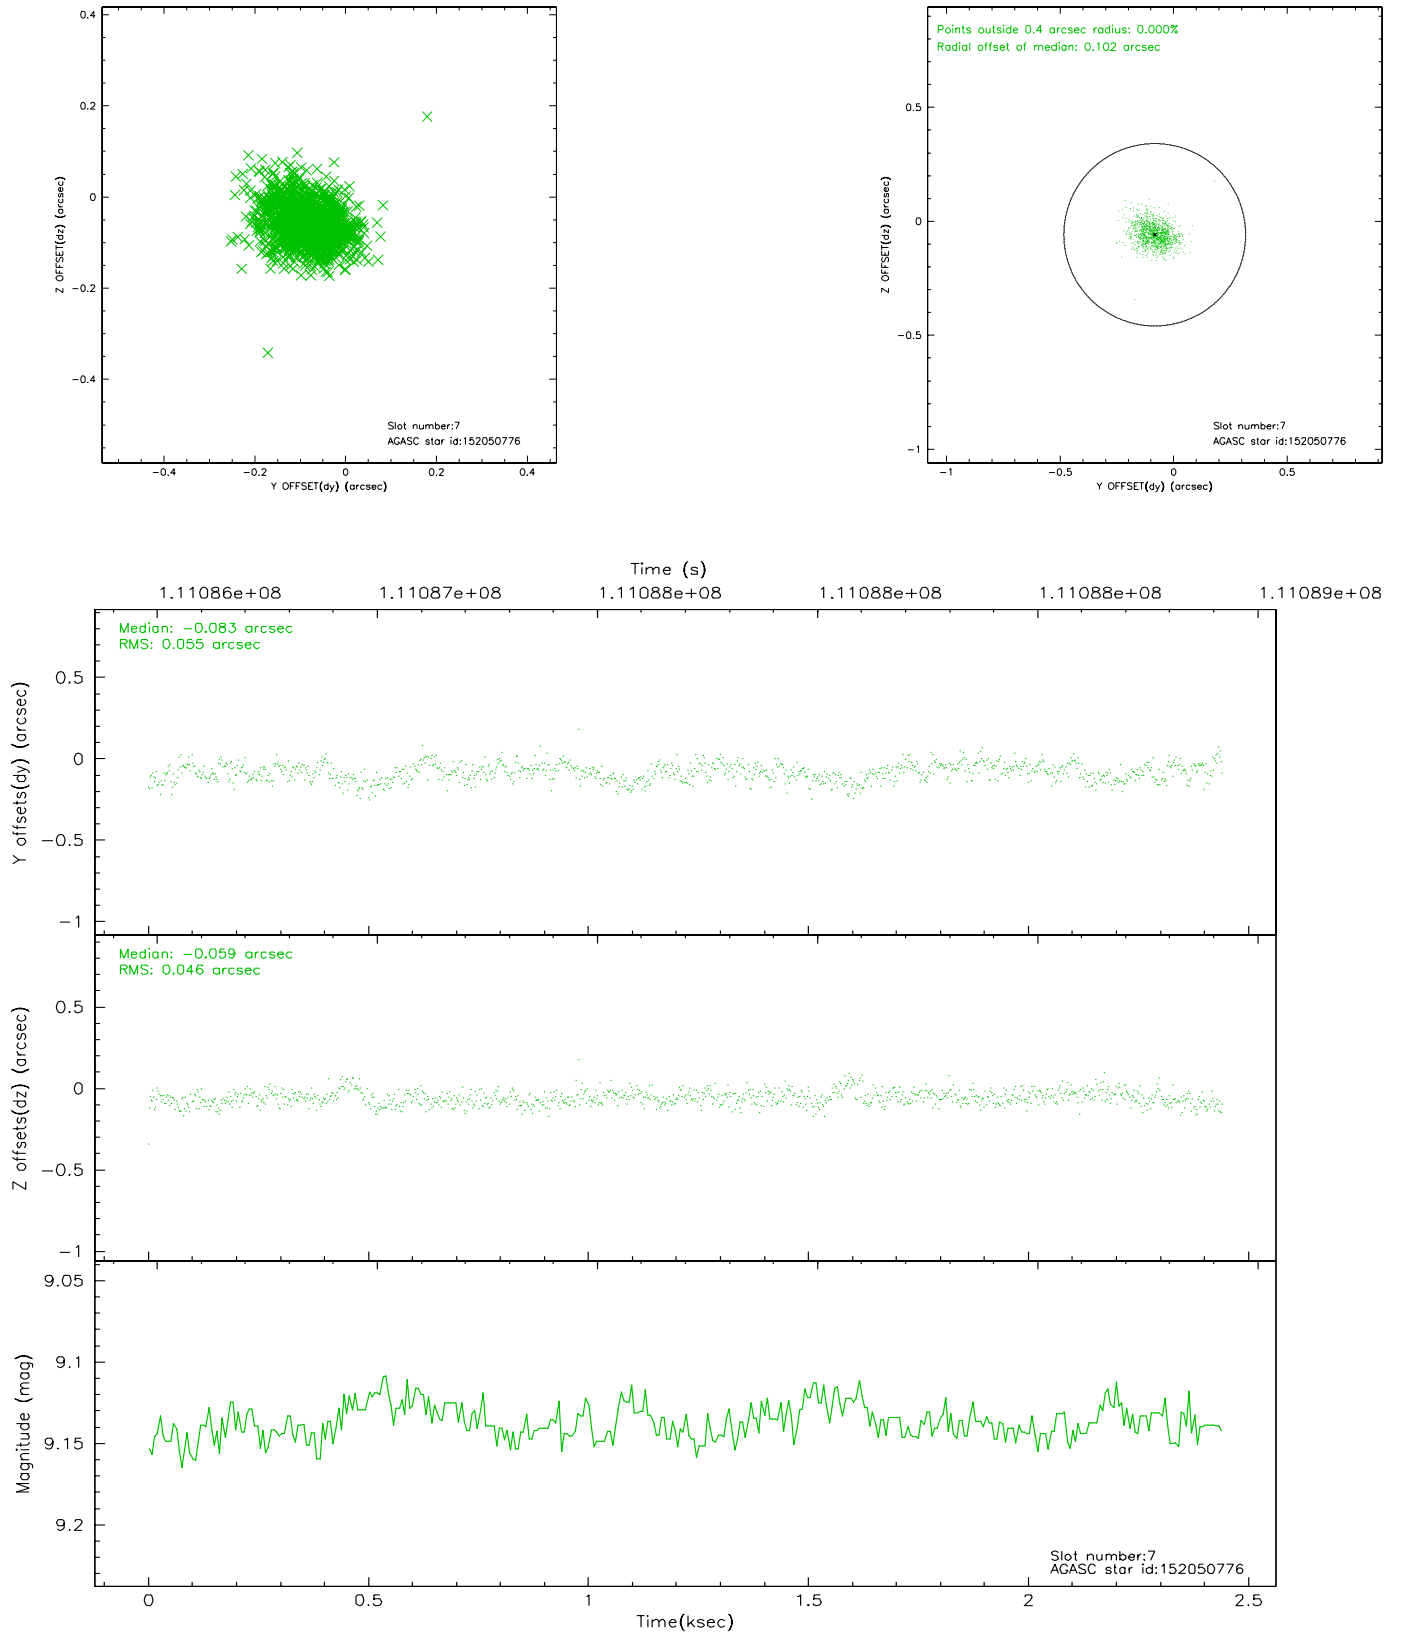 0.4
0.2
0
−0.2
−0.4
Z OFFSET(dz) (arcsec)
Slot number:7
AGASC star id:152050776
−0.4 −0.2 0 0.2 0.4
Y OFFSET(dy) (arcsec)
Points outside 0.4 arcsec radius: 0.000%
Radial offset of median: 0.102 arcsec
0.5
0
−0.5
−1
Z OFFSET(dz) (arcsec)
Slot number:7
AGASC star id:152050776
−1 −0.5 0 0.5
Y OFFSET(dy) (arcsec)
Time (s)
1.11086e+08 1.11087e+08 1.11088e+08 1.11088e+08 1.11088e+08 1.11089e+08
Median: −0.083 arcsec
RMS: 0.055 arcsec
0.5
0
−0.5
−1
Y offsets(dy) (arcsec)
Median: −0.059 arcsec
RMS: 0.046 arcsec
0.5
0
−0.5
−1
Z offsets(dz) (arcsec)
9.05
9.1
9.15
9.2
Magnitude (mag)
Slot number:7
AGASC star id:152050776
0 0.5 1 1.5 2 2.5
Time(ksec)